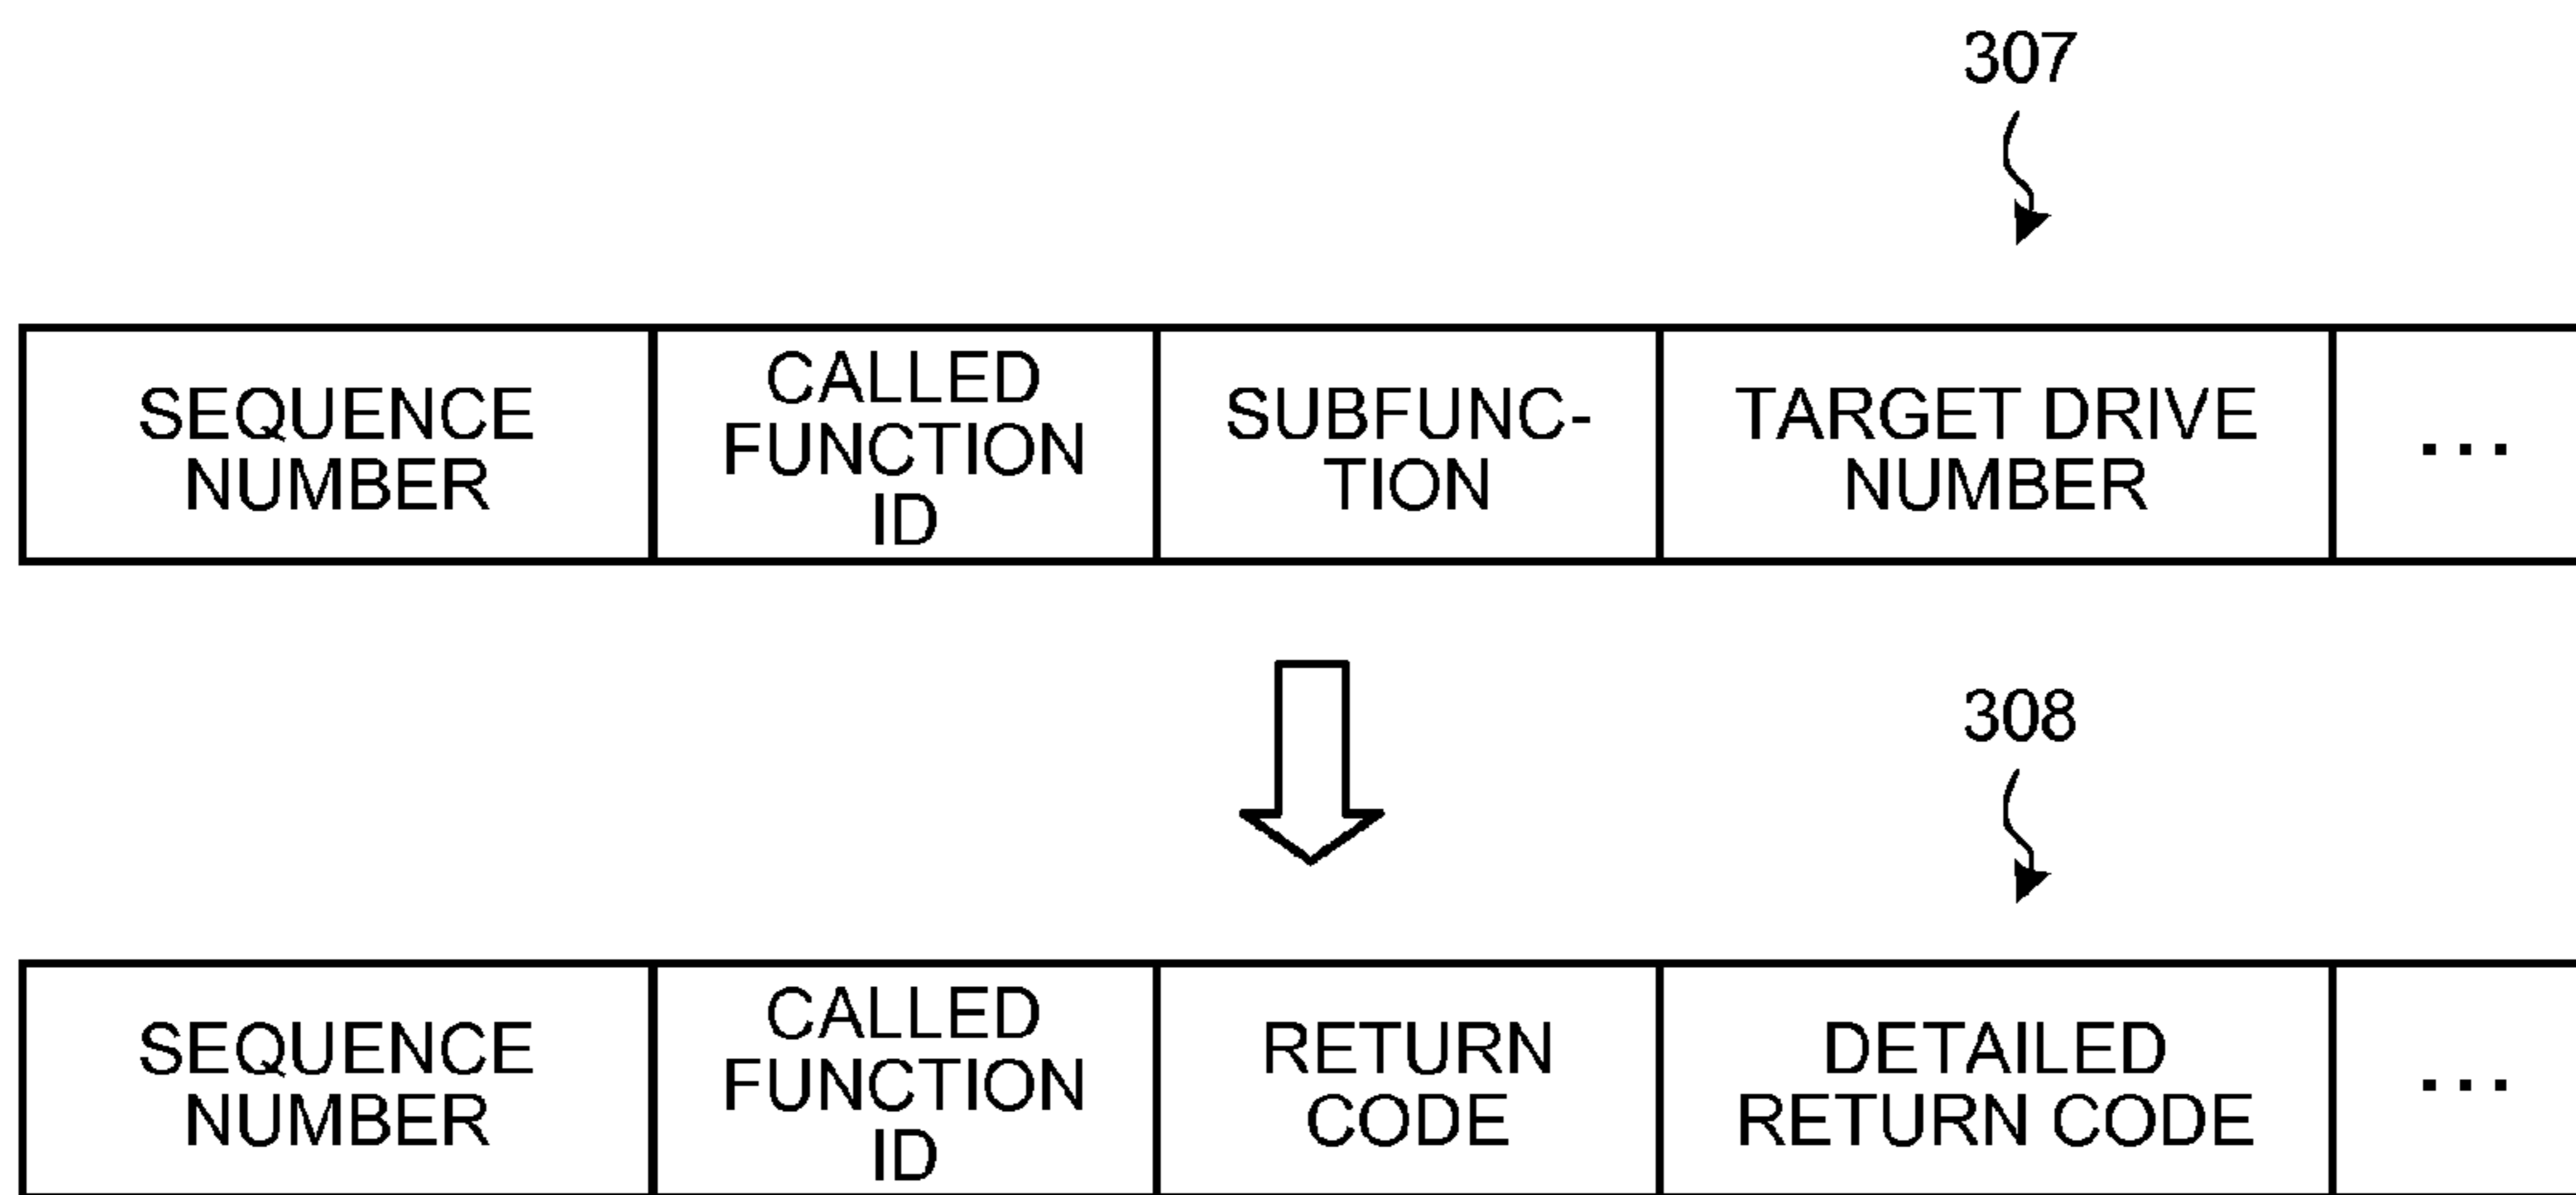 307
SEQUENCE
NUMBER
CALLED
FUNCTION
ID
SUBFUNC-
TION
TARGET DRIVE
NUMBER
...
308
SEQUENCE
NUMBER
CALLED
FUNCTION
ID
RETURN
CODE
DETAILED
RETURN CODE
...